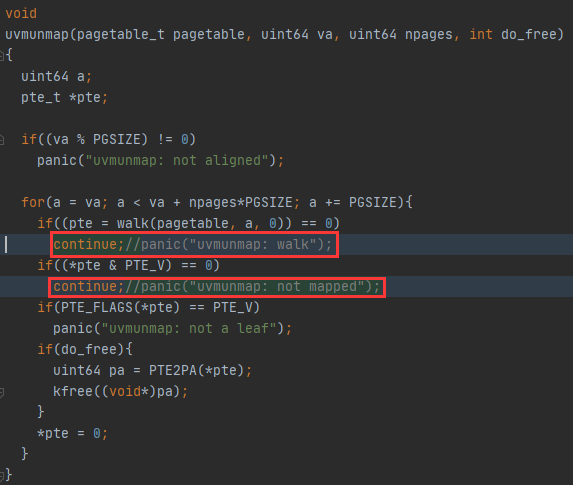 void
uvmunmap(pagetable_t pagetable, uint64 va, uint64 npages, int do_free)
{
  uint64 a;
  pte_t *pte;
  if((va % PGSIZE) != 0)
    panic("uvmunmap: not aligned");
  for(a = va; a < va + npages*PGSIZE; a += PGSIZE){
    if((pte = walk(pagetable, a, 0)) == 0)
      continue;//panic("uvmunmap: walk");
    if((*pte & PTE_V) == 0)
      continue;//panic("uvmunmap: not mapped");
    if(PTE_FLAGS(*pte) == PTE_V)
      panic("uvmunmap: not a leaf");
    if(do_free){
      uint64 pa = PTE2PA(*pte);
      kfree((void*)pa);
    }
    *pte = 0;
  }
}